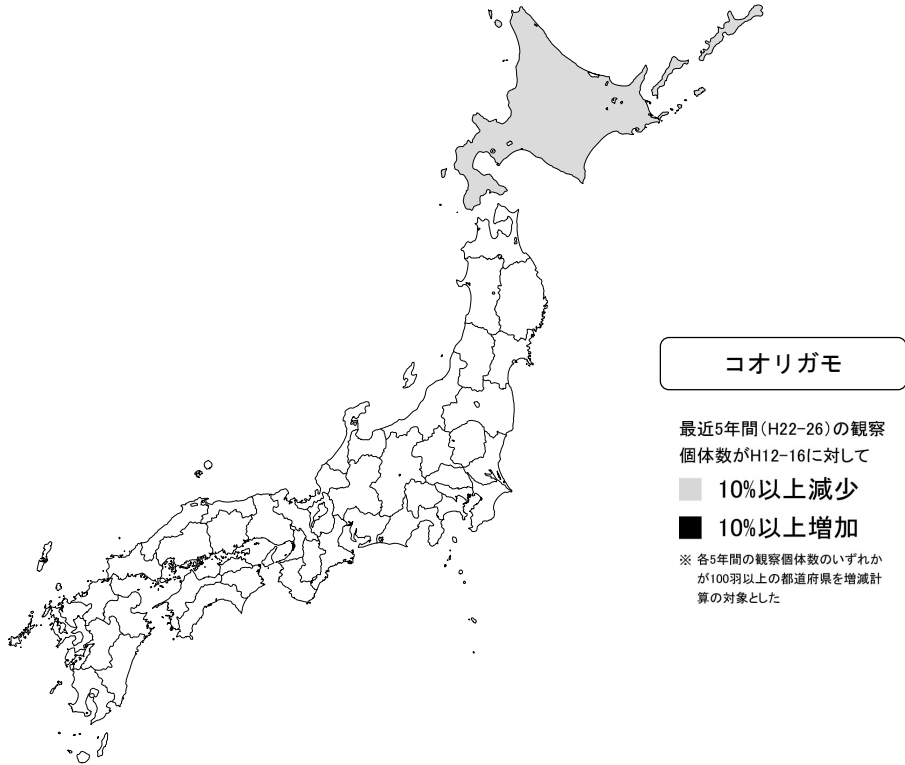 コオリガモ
最近5年間(H22-26)の観察
個体数がH12-16に対して
10%以上減少
10%以上増加
※ 各5年間の観察個体数のいずれか
が100羽以上の都道府県を増減計
算の対象とした